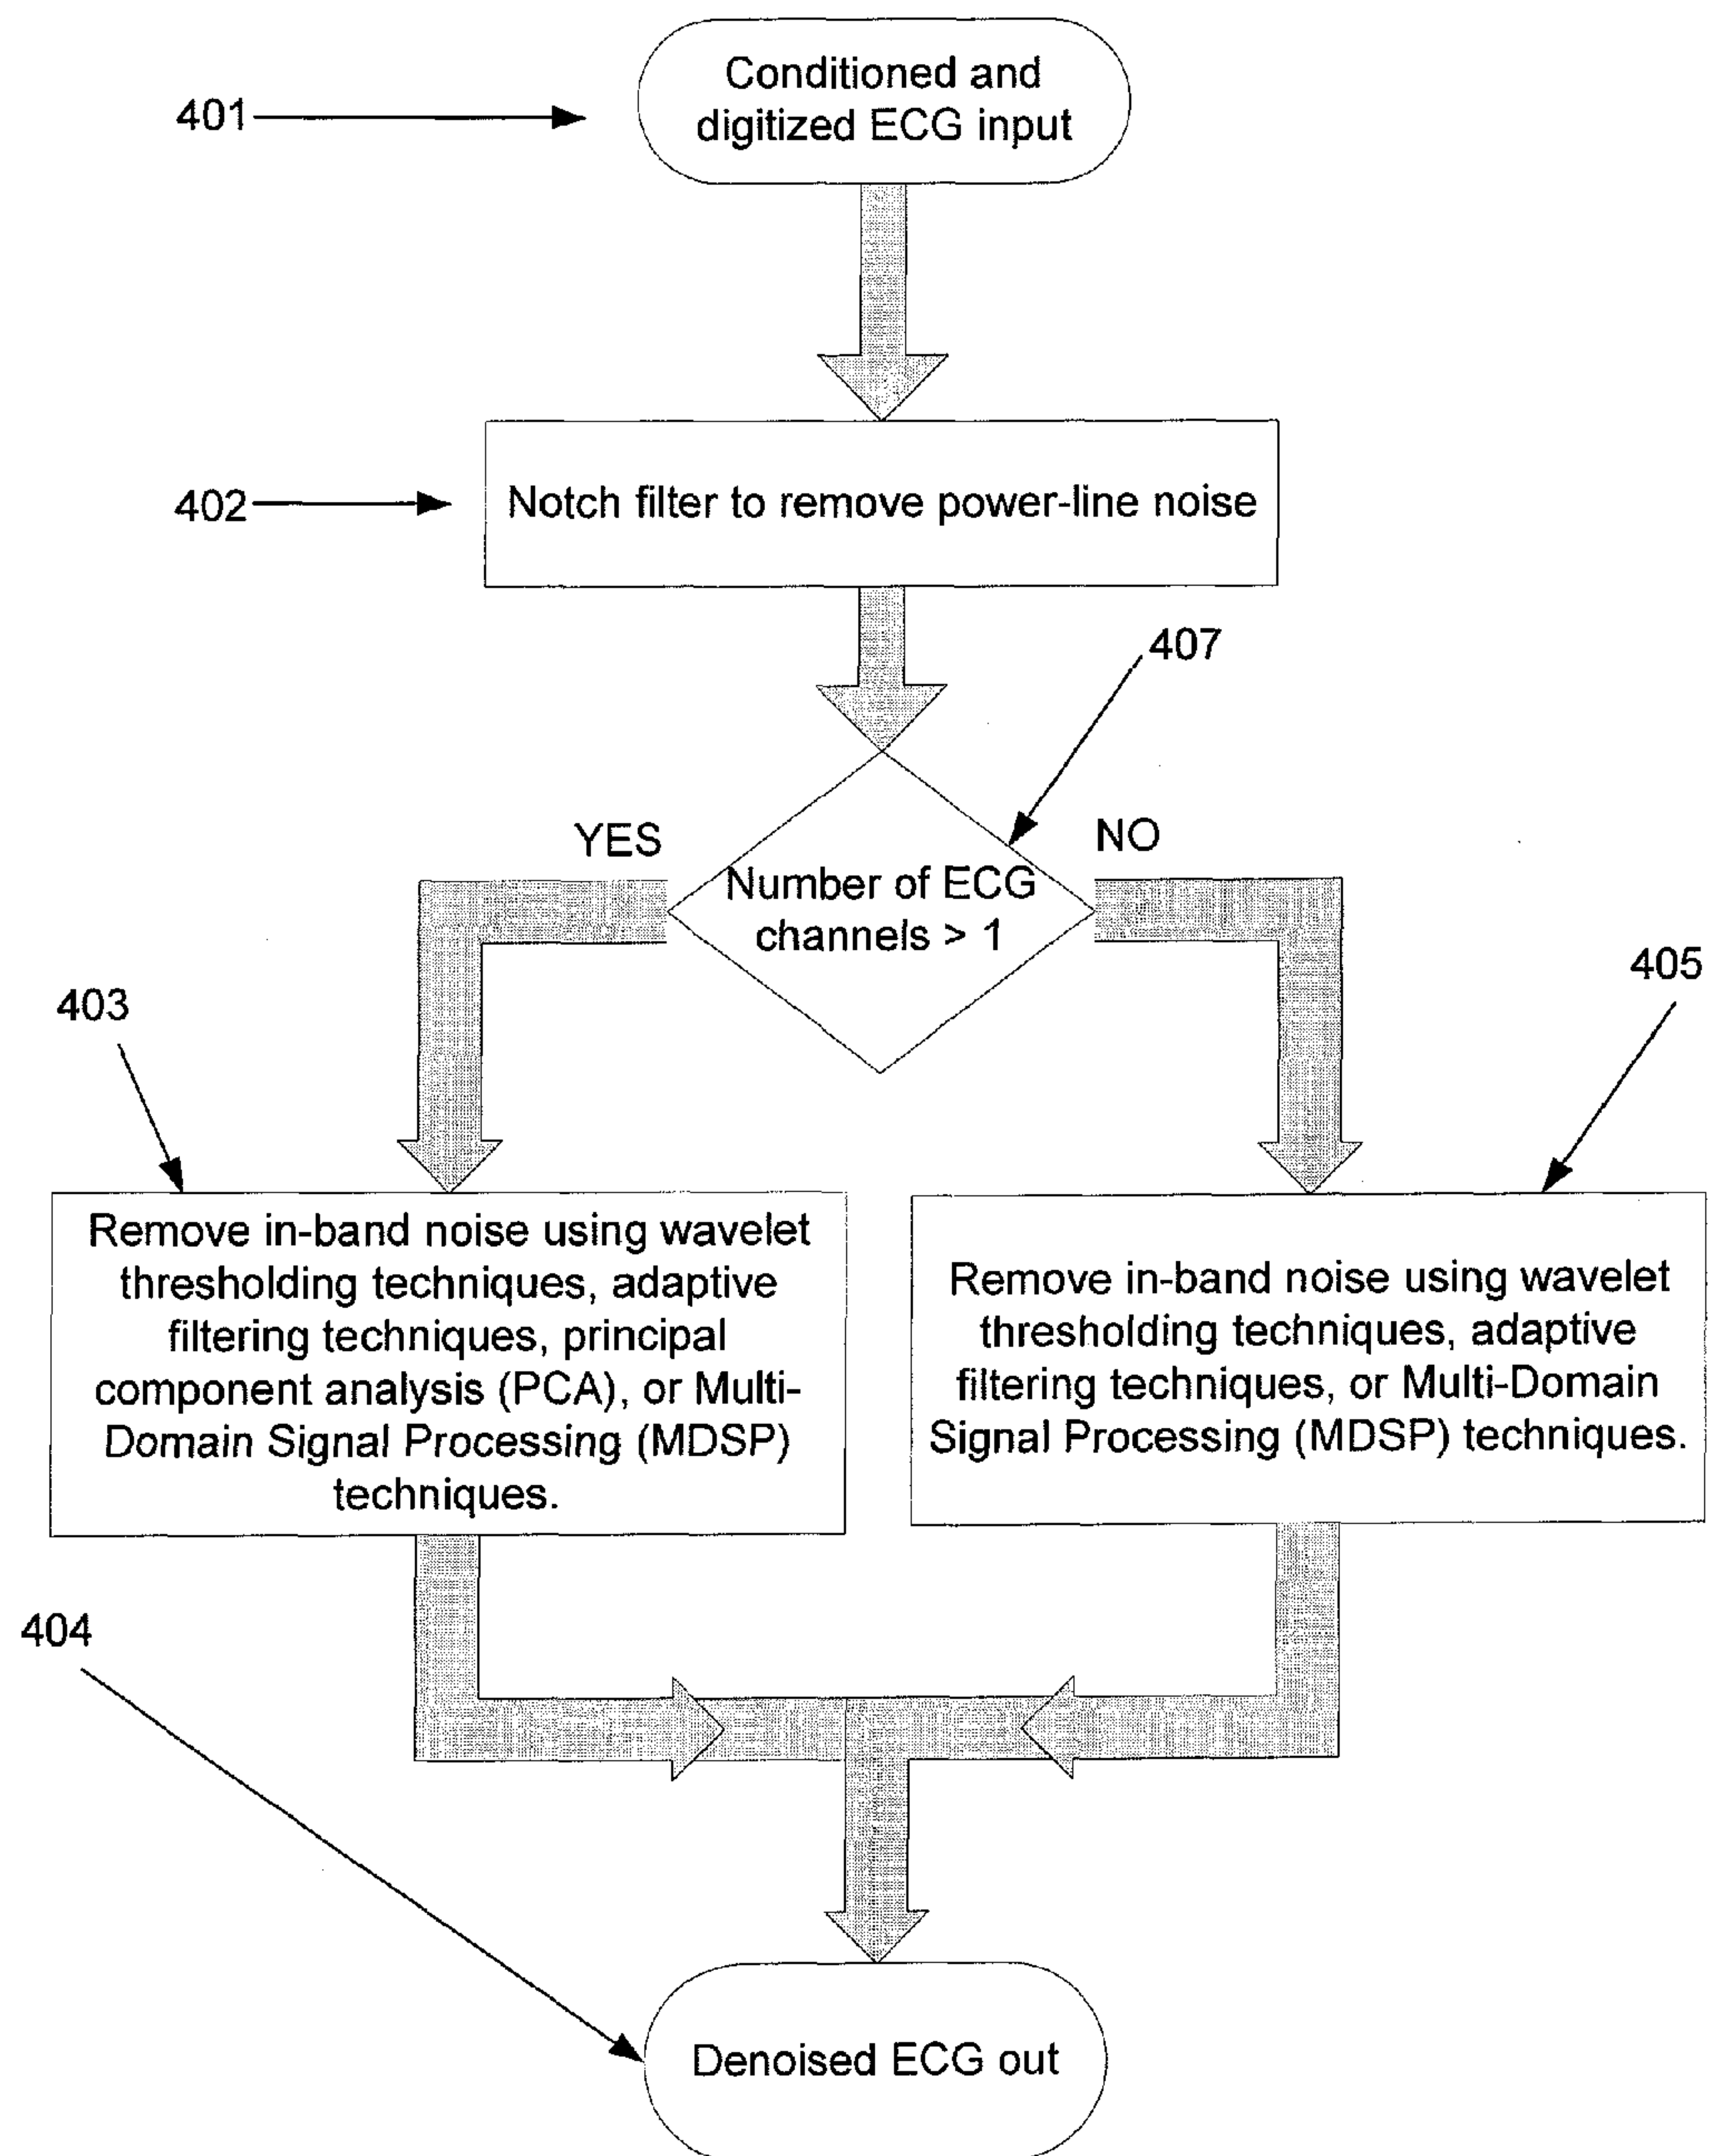 Conditioned and
digitized ECG input
401
Notch filter to remove power-line noise
402
407
YES
NO
Number of ECG
channels > 1
403
405
Remove in-band noise using wavelet
thresholding techniques, adaptive
filtering techniques, principal
component analysis (PCA), or Multi-
Domain Signal Processing (MDSP)
techniques.
Remove in-band noise using wavelet
thresholding techniques, adaptive
filtering techniques, or Multi-Domain
Signal Processing (MDSP) techniques.
404
Denoised ECG out